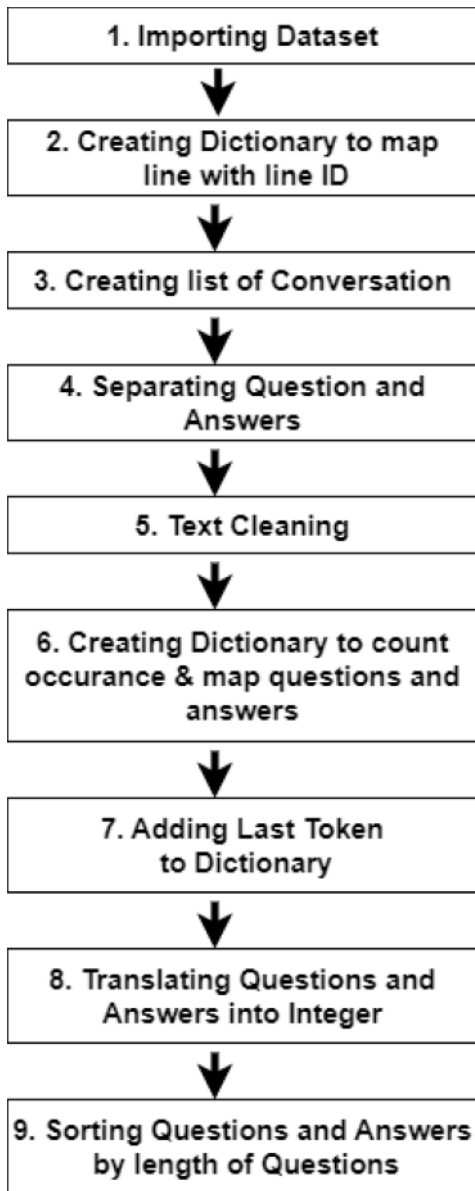 1. Importing Dataset
2. Creating Dictionary to map
line with line ID
3. Creating list of Conversation
4. Separating Question and
Answers
5. Text Cleaning
6. Creating Dictionary to count
occurance & map questions and
answers
7. Adding Last Token
to Dictionary
8. Translating Questions and
Answers into Integer
9. Sorting Questions and Answers
by length of Questions